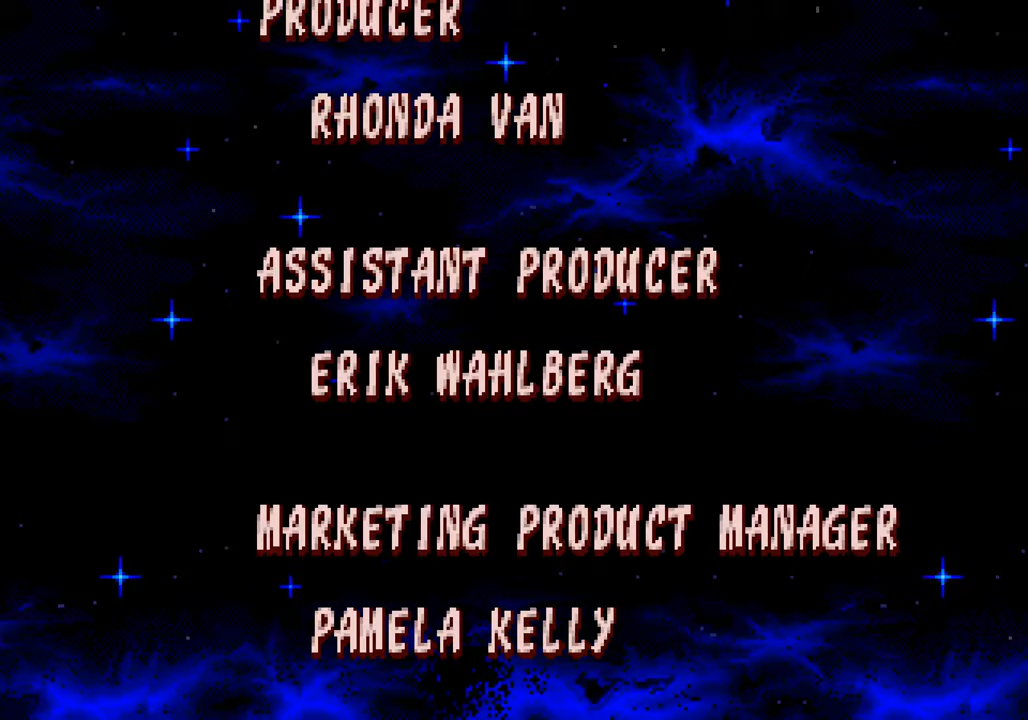 PRODUCER
RHONDA VAN
ASSISTANT PRODUCER
ERIK WAHLBERG
MARKETING PRODUCT MANAGER
PAMELA KELLY